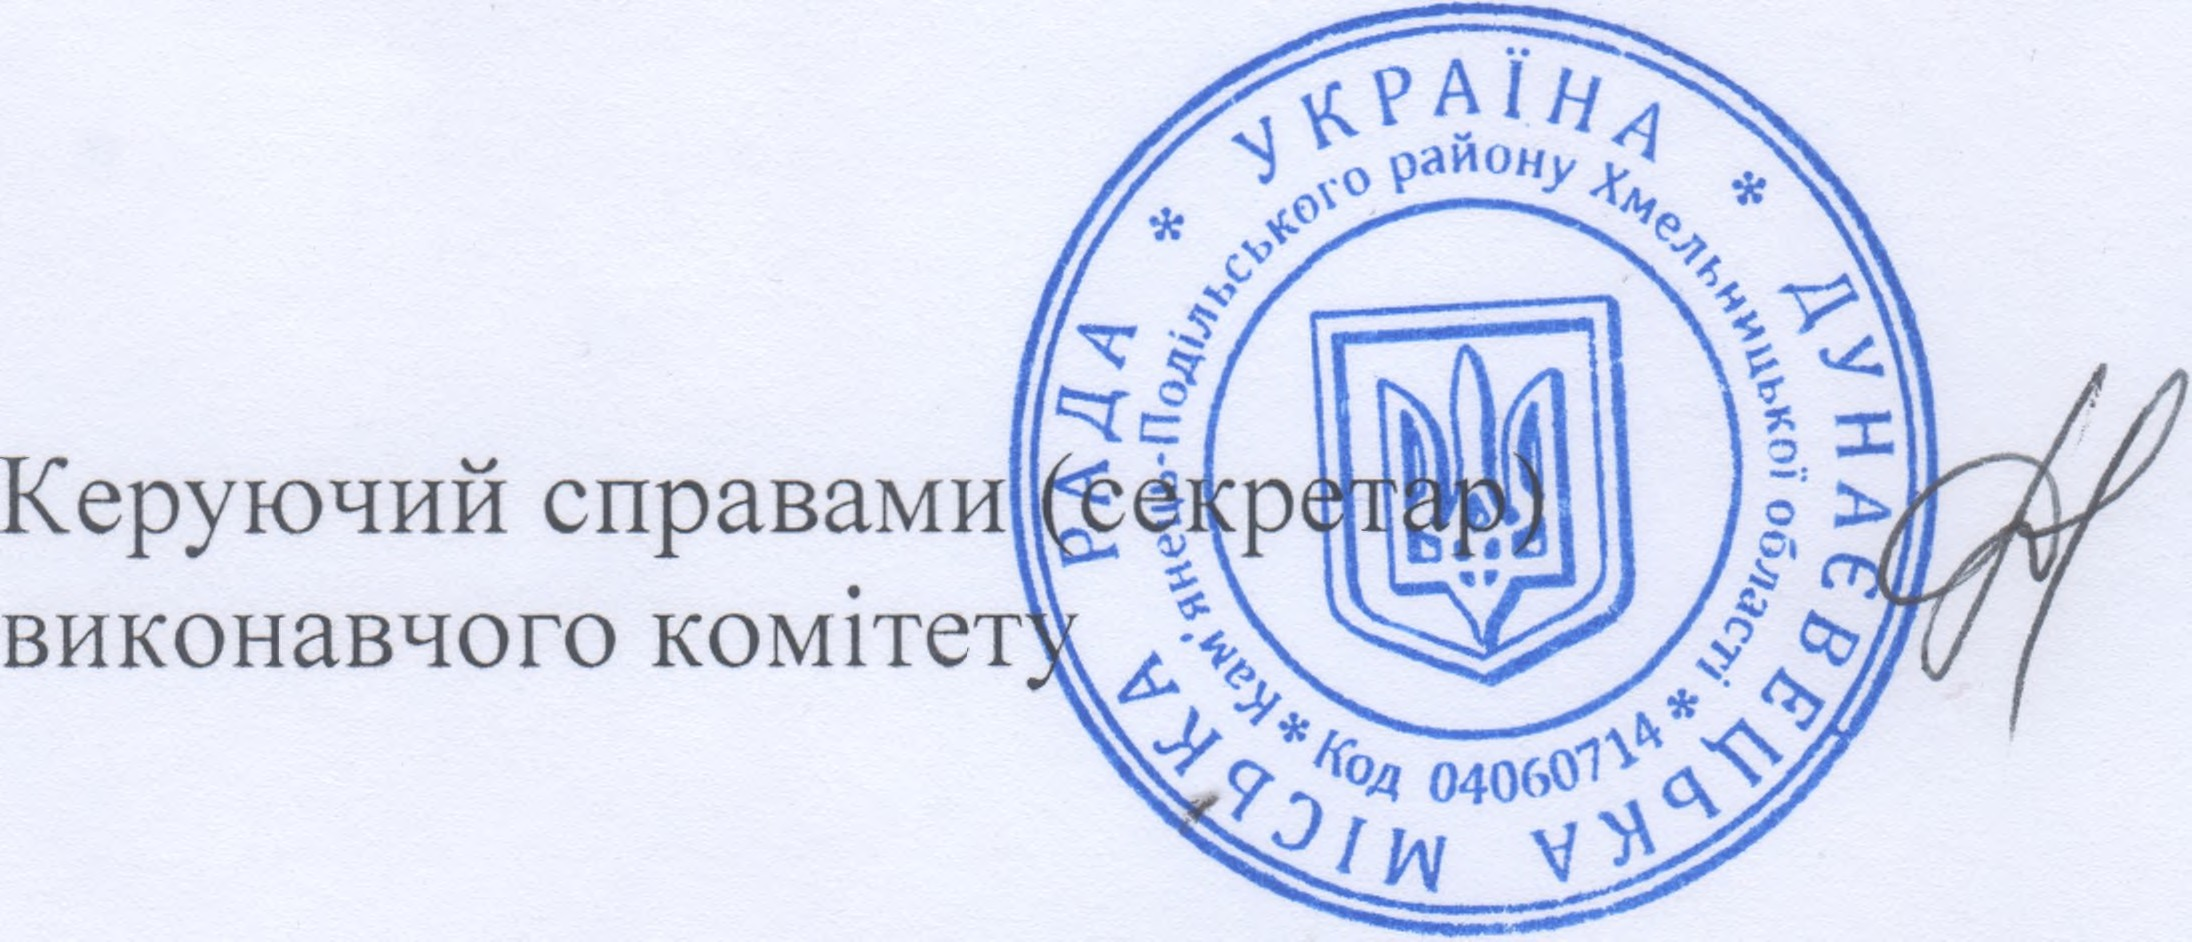 Керуючий справами (секретар)
виконавчого комітету
* УКРАЇНА * ДУНАЄВЕЦЬКА МІСЬКА РАДА
* Кам'янець-Подільського району Хмельницької області *
Код 04060714